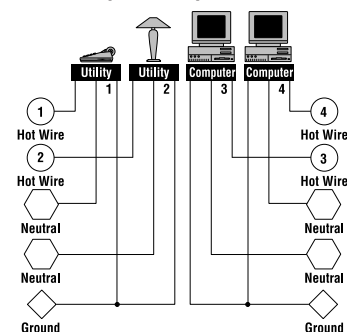 Utility Utility Computer Computer
1 2 3 4
1 4
Hot Wire Hot Wire
2 3
Hot Wire Hot Wire
Neutral Neutral
Neutral Neutral
Ground Ground